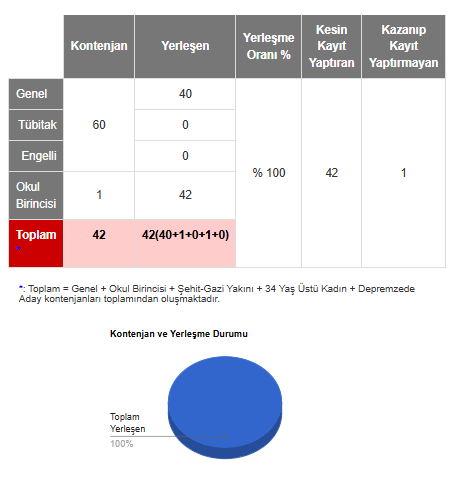 Kontenjan Yerleşen Yerleşme Oranı % Kesin Kayıt Yaptıran Kazanıp Kayıt Yaptırmayan
Genel 60 40 % 100 42 1
Tübitak 0
Engelli 0
Okul Birincisi 1 42
Toplam * 42 42(40+1+0+1+0)
*: Toplam = Genel + Okul Birincisi + Şehit-Gazi Yakını + 34 Yaş Üstü Kadın + Depremzede
Aday kontenjanları toplamından oluşmaktadır.
Kontenjan ve Yerleşme Durumu
Toplam
Yerleşen
100%